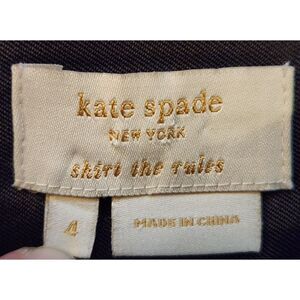 kate spade
NEW YORK
skirt the rules
4
MADE IN CHINA